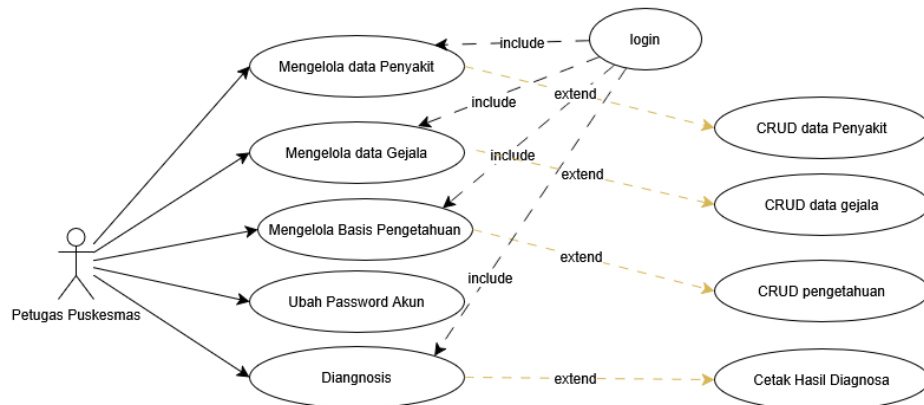 include
login
Mengelola data Penyakit
extend
include
CRUD data Penyakit
Mengelola data Gejala
include
extend
CRUD data gejala
Mengelola Basis Pengetahuan
extend
include
CRUD pengetahuan
Ubah Password Akun
Petugas Puskesmas
Diangnosis
extend
Cetak Hasil Diagnosa